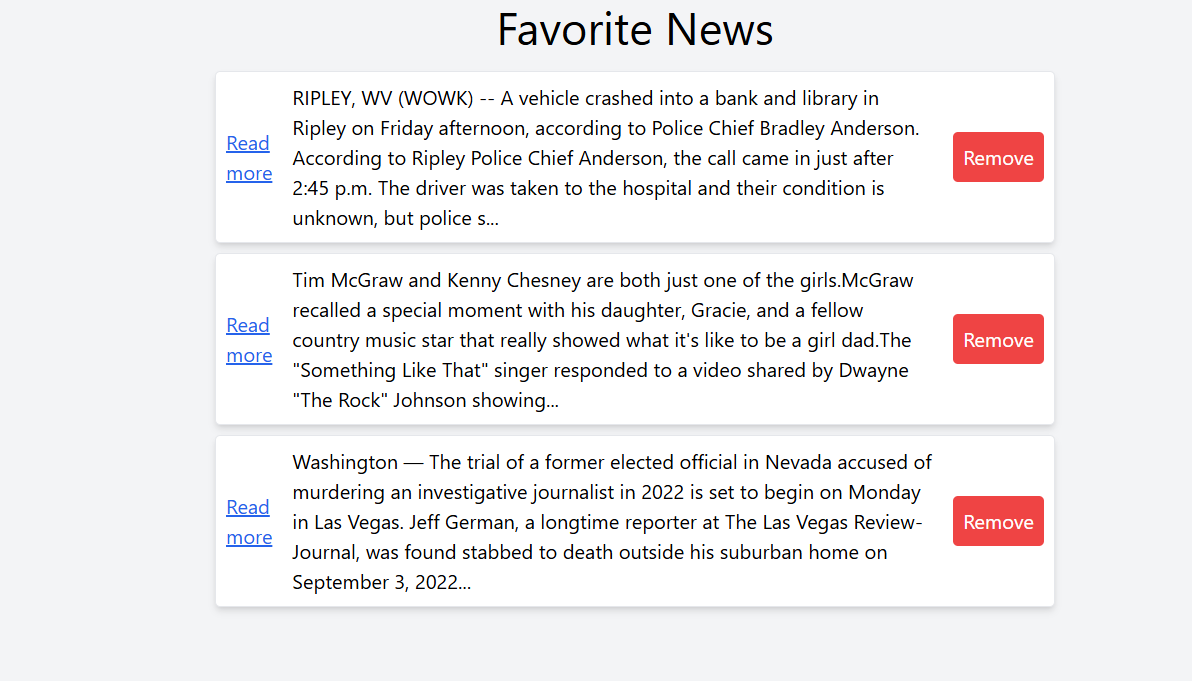 Favorite News
Read
more
RIPLEY, WV (WOWK) -- A vehicle crashed into a bank and library in
Ripley on Friday afternoon, according to Police Chief Bradley Anderson.
According to Ripley Police Chief Anderson, the call came in just after
2:45 p.m. The driver was taken to the hospital and their condition is
unknown, but police s...
Remove
Read
more
Tim McGraw and Kenny Chesney are both just one of the girls.McGraw
recalled a special moment with his daughter, Gracie, and a fellow
country music star that really showed what it's like to be a girl dad.The
"Something Like That" singer responded to a video shared by Dwayne
"The Rock" Johnson showing...
Remove
Read
more
Washington — The trial of a former elected official in Nevada accused of
murdering an investigative journalist in 2022 is set to begin on Monday
in Las Vegas. Jeff German, a longtime reporter at The Las Vegas Review-
Journal, was found stabbed to death outside his suburban home on
September 3, 2022...
Remove